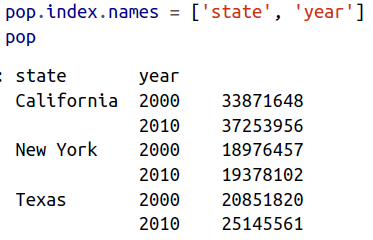 pop.index.names = ['state', 'year']
pop
: state year
California 2000 33871648
2010 37253956
New York 2000 18976457
2010 19378102
Texas 2000 20851820
2010 25145561